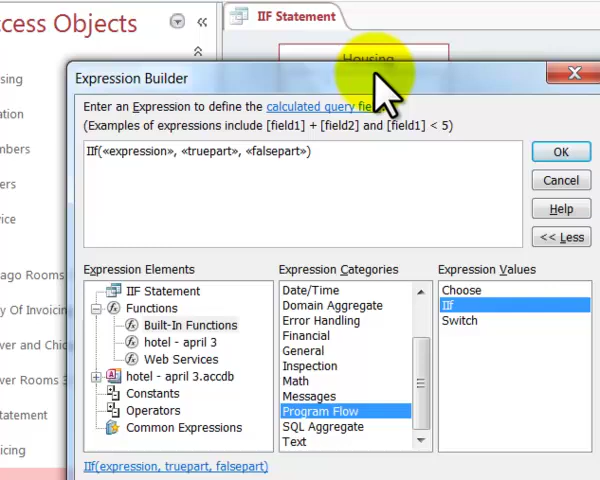 ccess Objects
IIF Statement
Housing
sing
ation
mbers
ers
vice
ago Rooms
y Of Invoicin
ver and Chic
ver Rooms 3
tatement
icing
Expression Builder
Enter an Expression to define the calculated query fie
(Examples of expressions include [field1] + [field2] and [field1] < 5)
IIf(«expression», «truepart», «falsepart»)
OK
Cancel
Help
<< Less
Expression Elements
IIF Statement
Functions
Built-In Functions
hotel - april 3
Web Services
hotel - april 3.accdb
Constants
Operators
Common Expressions
Expression Categories
Date/Time
Domain Aggregate
Error Handling
Financial
General
Inspection
Math
Messages
Program Flow
SQL Aggregate
Text
Expression Values
Choose
IIf
Switch
IIf(expression, truepart, falsepart)